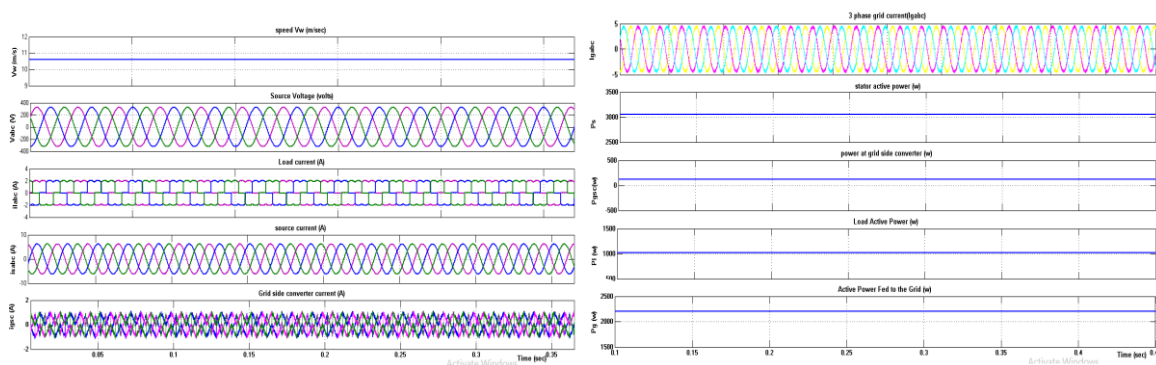 speed Vw (m/sec)
Vw (m/s)
12
11
10
9
Source Voltage (volts)
Vabc (V)
400
200
0
-200
-400
Load current (A)
ilabc (A)
4
2
0
-2
-4
source current (A)
isabc (A)
10
0
-10
Grid side converter current (A)
igsc (A)
2
0
-2
0.05 0.1 0.15 0.2 0.25 0.3 0.35
Time (sec)
Activate Windows
3 phase grid current(Igabc)
Igabc
5
0
-5
stator active power (w)
Ps
3500
3000
2500
power at grid side converter (w)
Pgsc(w)
500
0
-500
Load Active Power (w)
Pl (w)
1500
1000
500
Active Power Fed to the Grid (w)
Pg (w)
2500
2000
1500
0.1 0.15 0.2 0.25 0.3 0.35 0.4
Time (sec)
Activate Windows